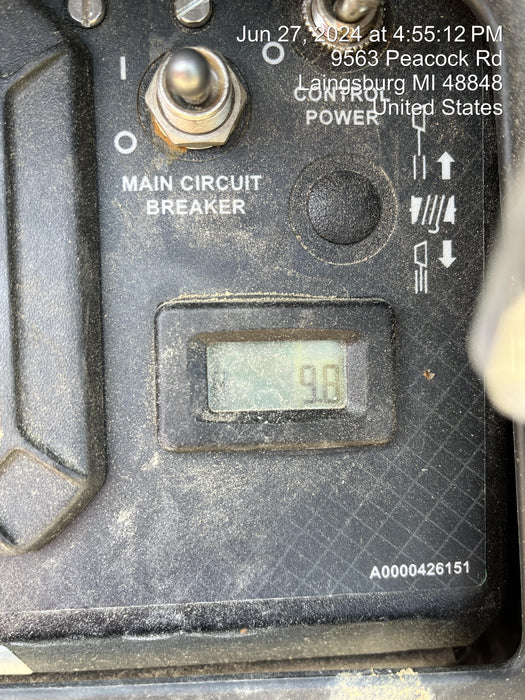 Jun 27, 2024 at 4:55:12 PM
9563 Peacock Rd
Laingsburg MI 48848
United States
I
O
O
CONTROL
POWER
MAIN CIRCUIT
BREAKER
9.8
A0000426151